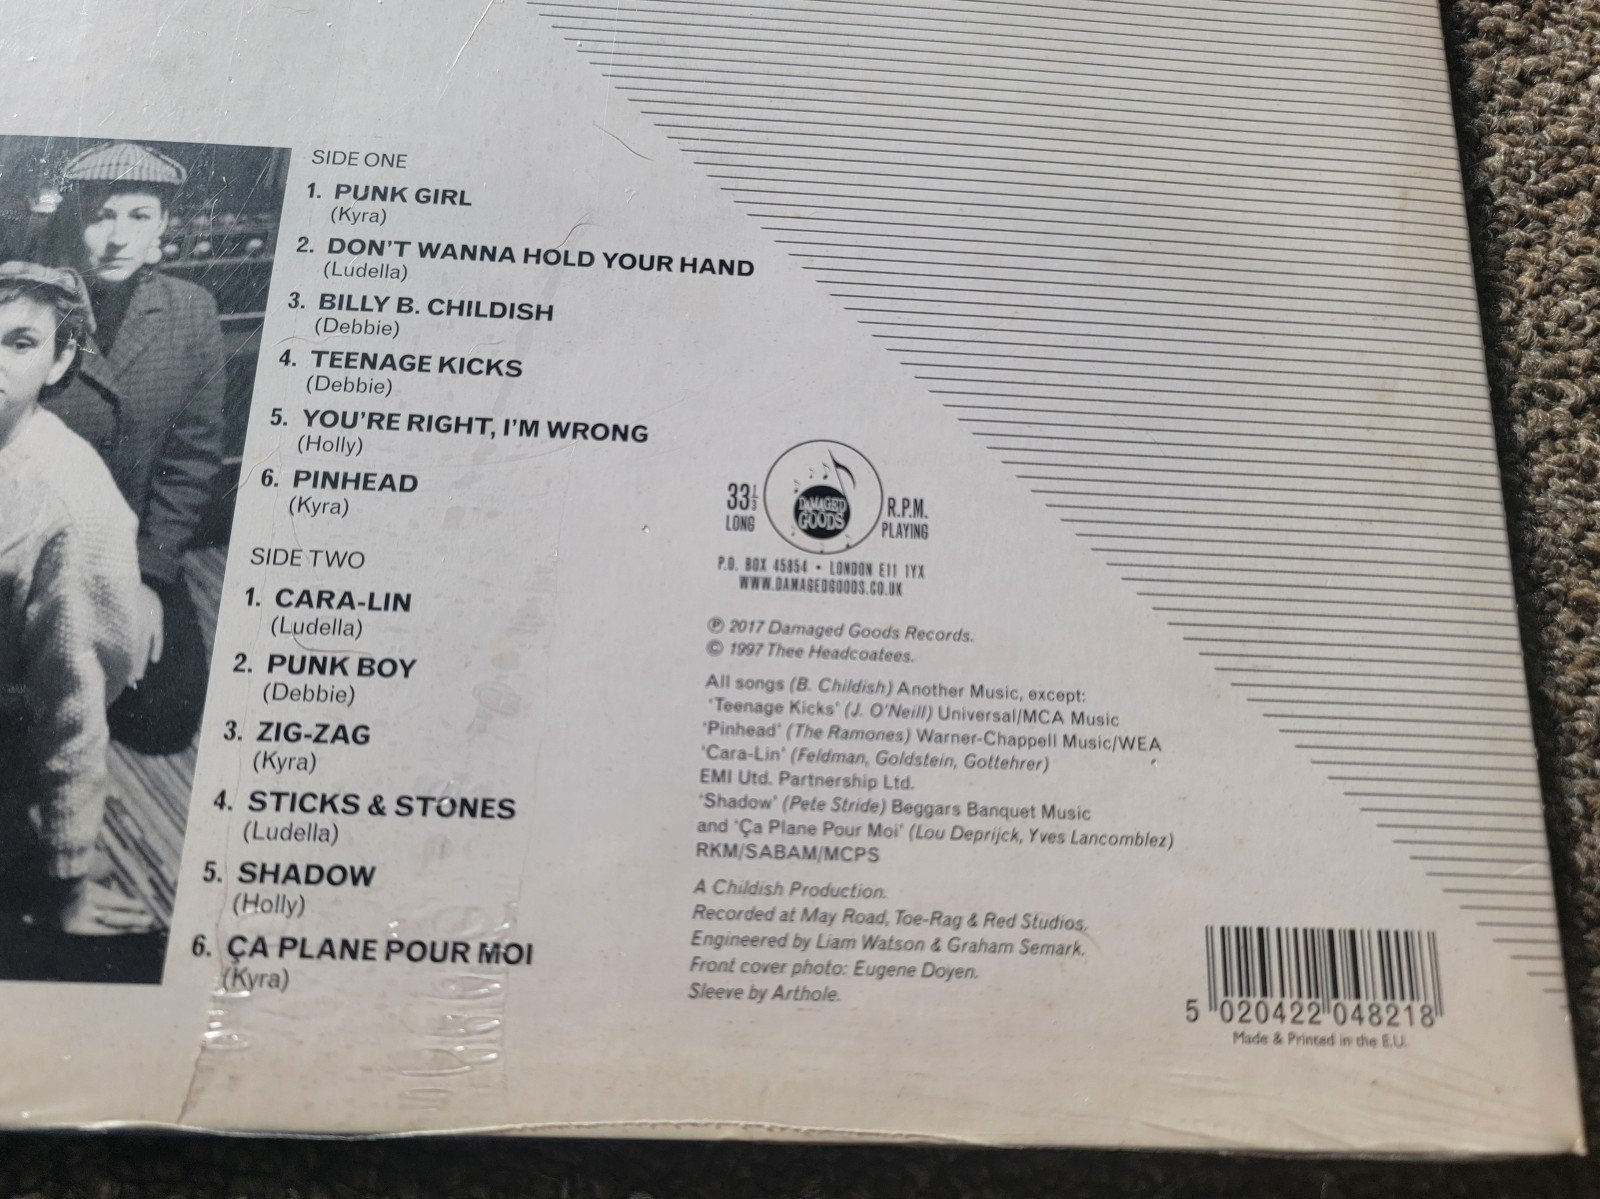 SIDE ONE
1. PUNK GIRL
(Kyra)
2. DON'T WANNA HOLD YOUR HAND
(Ludella)
3. BILLY B. CHILDISH
(Debbie)
4. TEENAGE KICKS
(Debbie)
5. YOU'RE RIGHT, I'M WRONG
(Holly)
6. PINHEAD
(Kyra)
SIDE TWO
1. CARA-LIN
(Ludella)
2. PUNK BOY
(Debbie)
3. ZIG-ZAG
(Kyra)
4. STICKS & STONES
(Ludella)
5. SHADOW
(Holly)
6. ÇA PLANE POUR MOI
(Kyra)
33⅓ R.P.M.
LONG PLAYING
DAMAGED
GOODS
P.O. BOX 45854 • LONDON E11 1YX
WWW.DAMAGEDGOODS.CO.UK
℗ 2017 Damaged Goods Records.
© 1997 Thee Headcoatees.
All songs (B. Childish) Another Music, except:
'Teenage Kicks' (J. O'Neill) Universal/MCA Music
'Pinhead' (The Ramones) Warner-Chappell Music/WEA
'Cara-Lin' (Feldman, Goldstein, Gottehrer)
EMI Utd. Partnership Ltd.
'Shadow' (Pete Stride) Beggars Banquet Music
and 'Ça Plane Pour Moi' (Lou Deprijck, Yves Lancomblez)
RKM/SABAM/MCPS
A Childish Production.
Recorded at May Road, Toe-Rag & Red Studios.
Engineered by Liam Watson & Graham Semark.
Front cover photo: Eugene Doyen.
Sleeve by Arthole.
5 020422 048218
Made & Printed in the E.U.